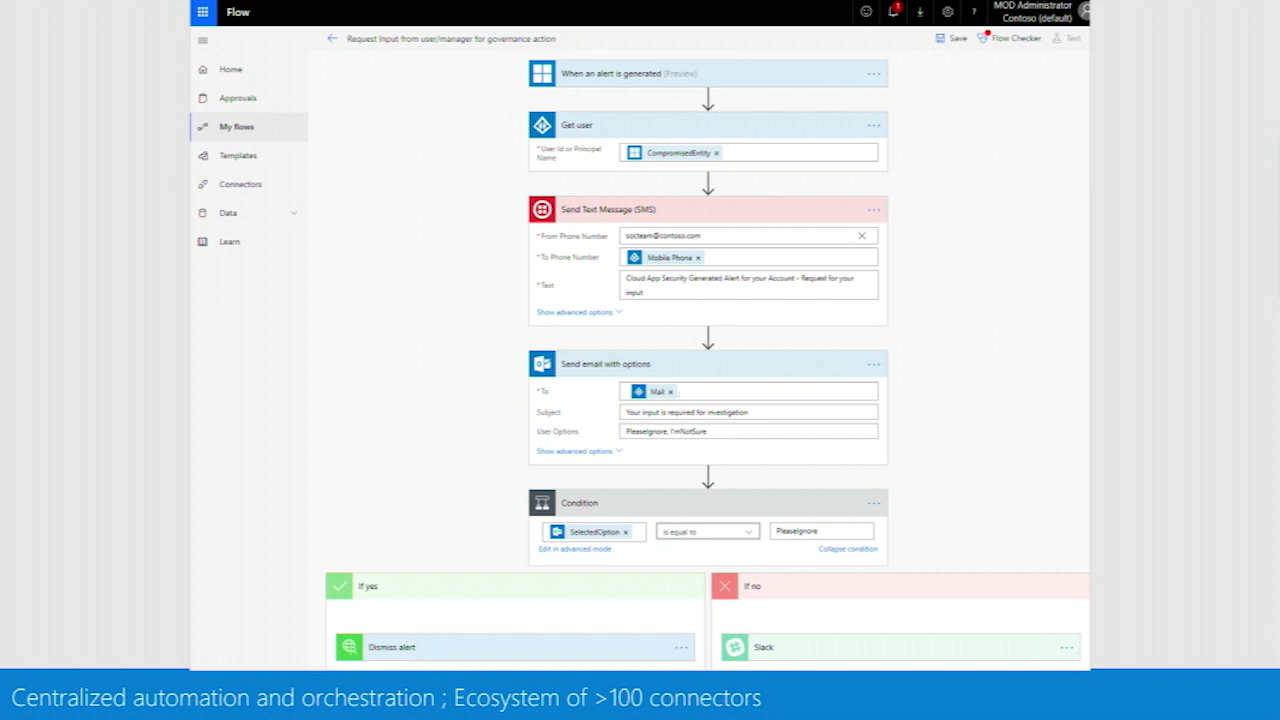 Flow
1
?
MOD Administrator
Contoso (default)
Request Input from user/manager for governance action
Save
Flow Checker
Test
Home
Approvals
My flows
Templates
Connectors
Data
Learn
When an alert is generated (Preview)
Get user
*User Id or Principal
Name
CompromisedEntity ×
Send Text Message (SMS)
*From Phone Number
socteam@contoso.com
*To Phone Number
Mobile Phone ×
*Text
Cloud App Security Generated Alert for your Account - Request for your
input
Show advanced options
Send email with options
*To
Mail × ;
Subject
Your input is required for investigation
User Options
PleaseIgnore, I'mNotSure
Show advanced options
Condition
SelectedOption ×
is equal to
PleaseIgnore
Edit in advanced mode
Collapse condition
If yes
If no
Dismiss alert
Slack
Centralized automation and orchestration ; Ecosystem of >100 connectors